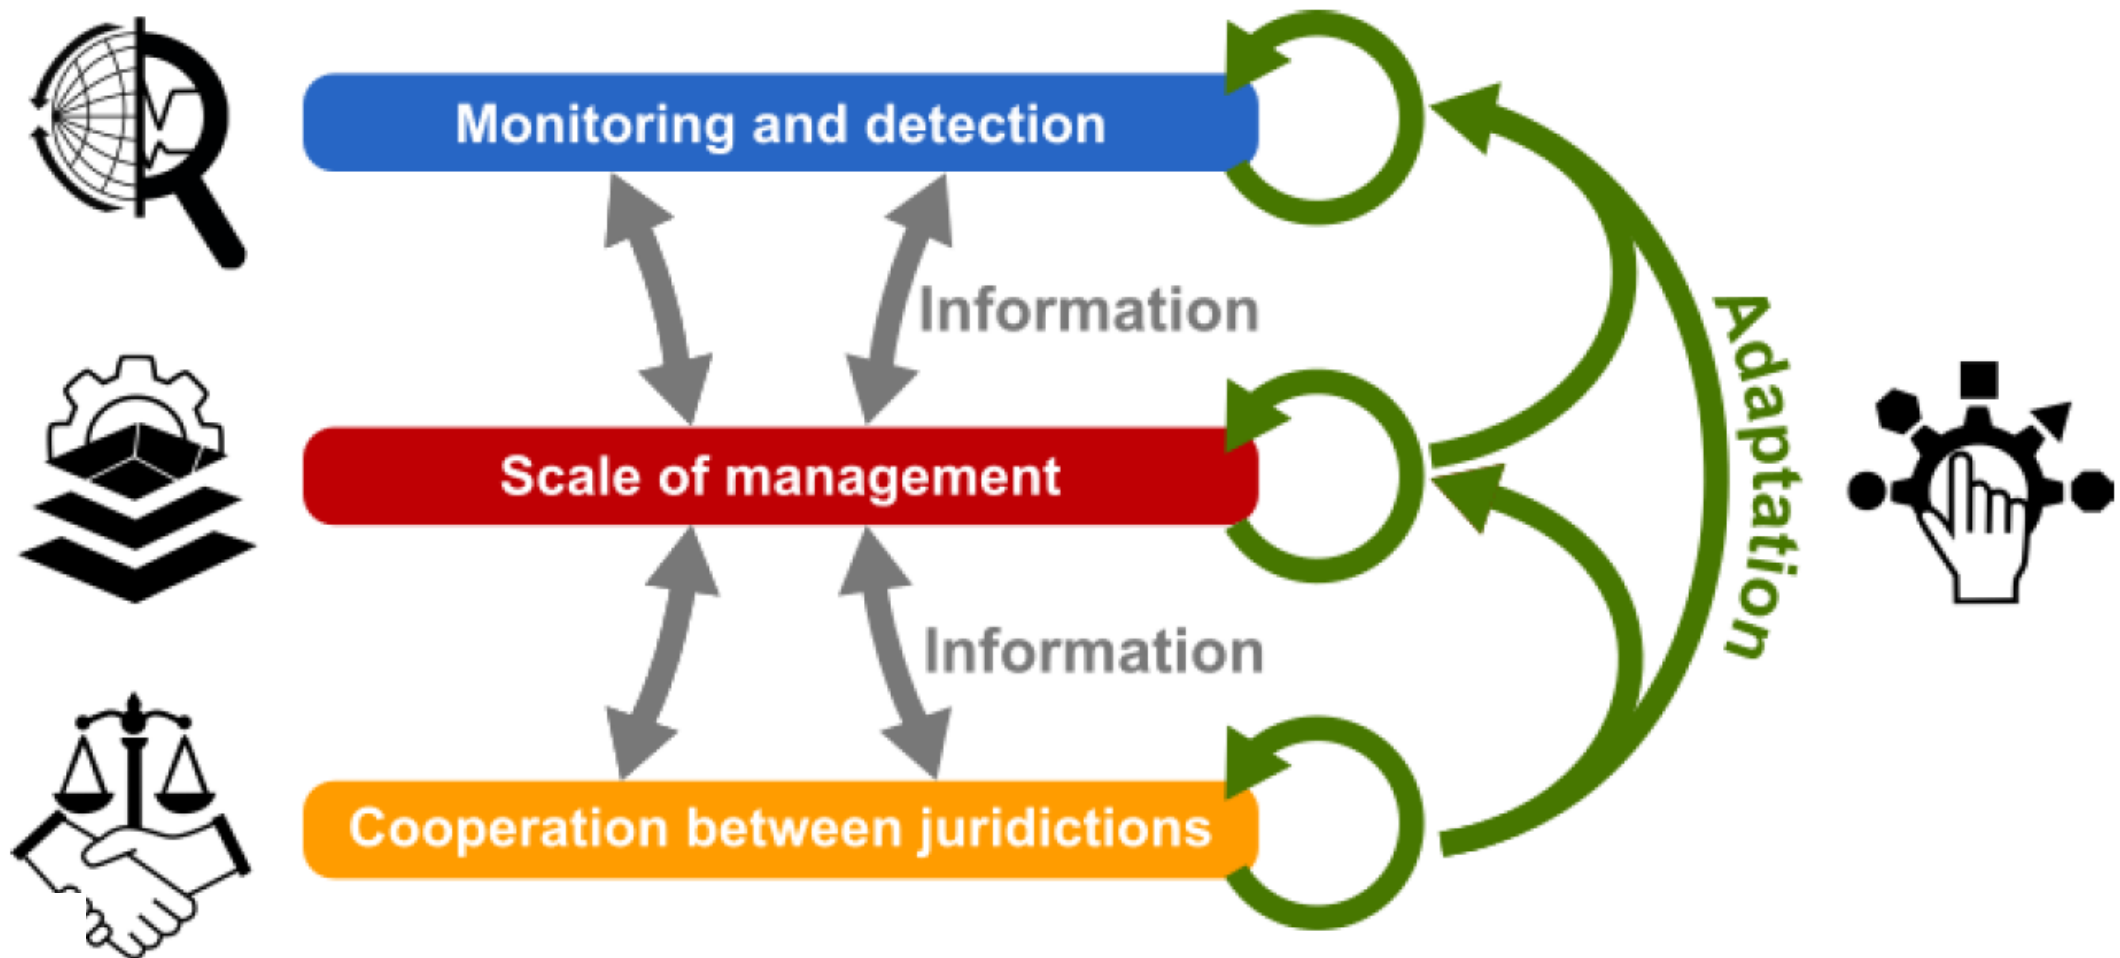 Monitoring and detection
Information
Adaptation
Scale of management
Information
Cooperation between juridictions